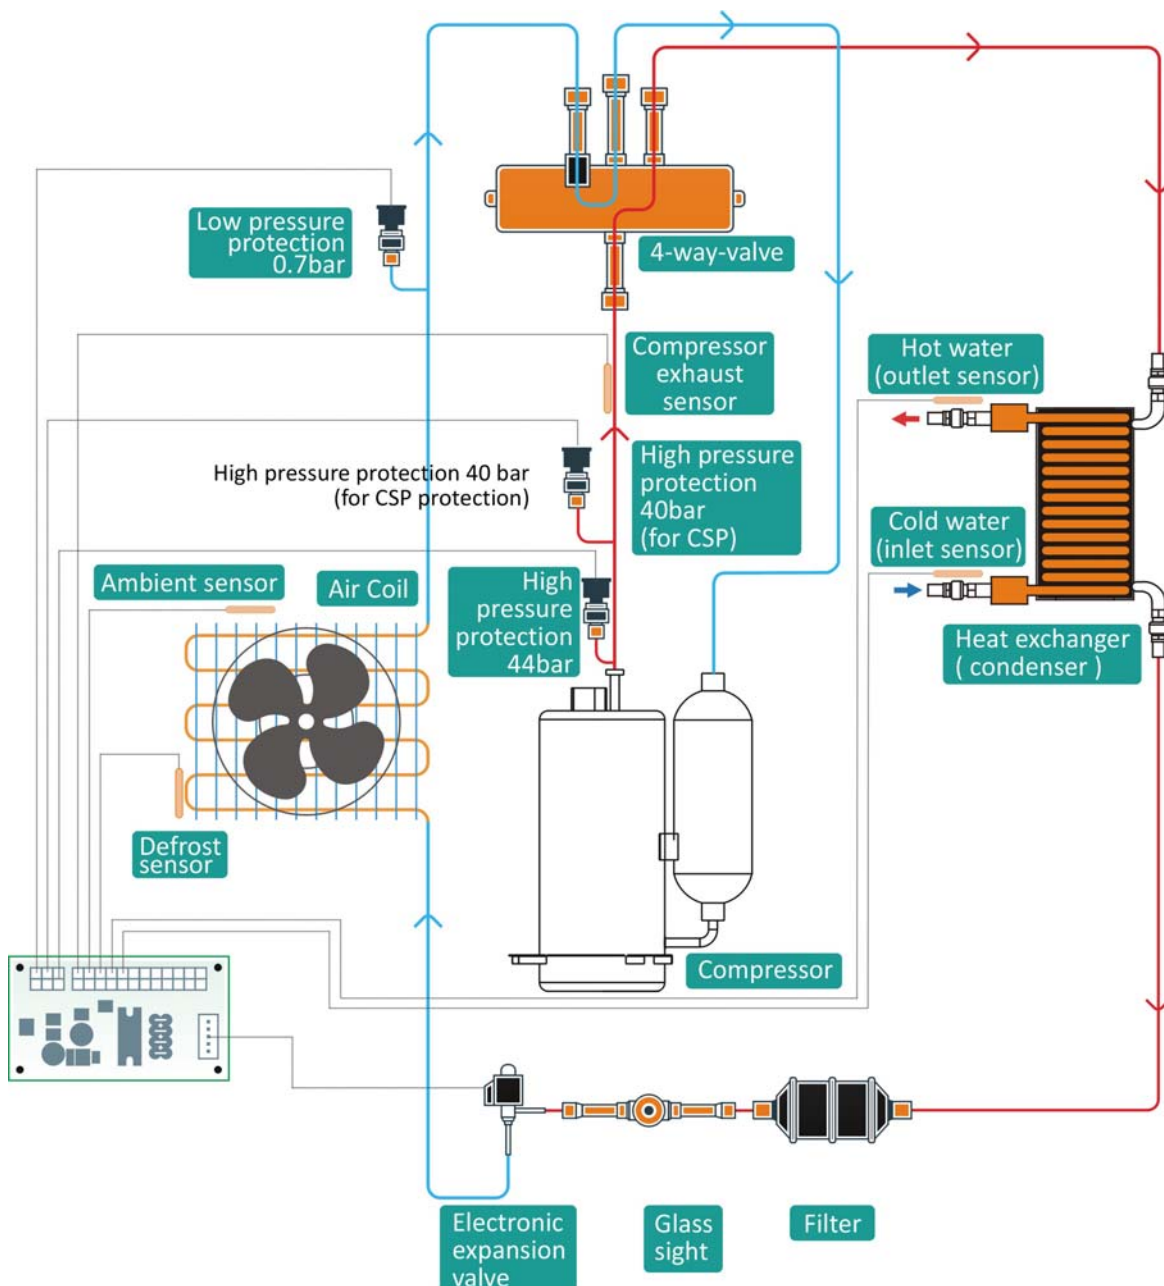 Low pressure
protection
0.7bar
4-way-valve
Compressor
exhaust
sensor
Hot water
(outlet sensor)
High pressure protection 40 bar
(for CSP protection)
High pressure
protection
40bar
(for CSP)
Cold water
(inlet sensor)
Ambient sensor
Air Coil
High
pressure
protection
44bar
Heat exchanger
( condenser )
Defrost
sensor
Compressor
Electronic
expansion
valve
Glass
sight
Filter